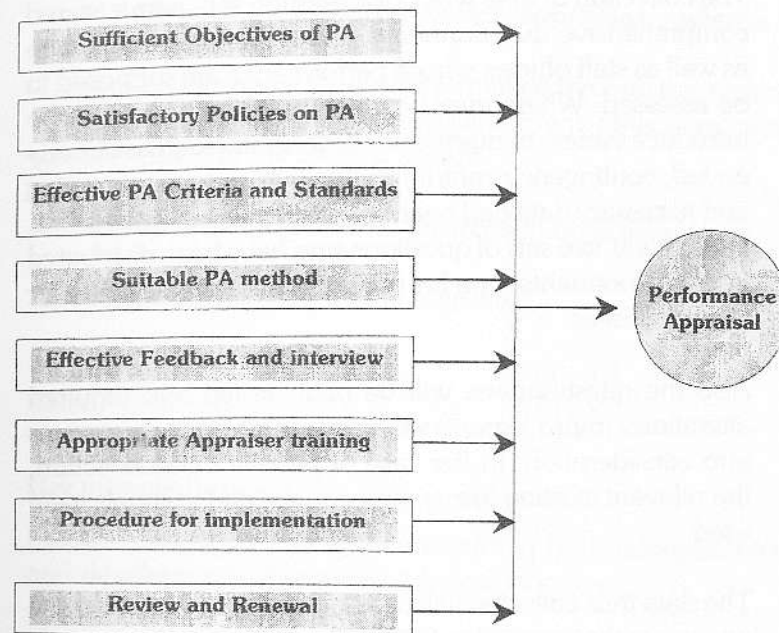 Sufficient Objectives of PA
Satisfactory Policies on PA
Effective PA Criteria and Standards
Suitable PA method
Effective Feedback and interview
Appropriate Appraiser training
Procedure for implementation
Review and Renewal
Performance
Appraisal